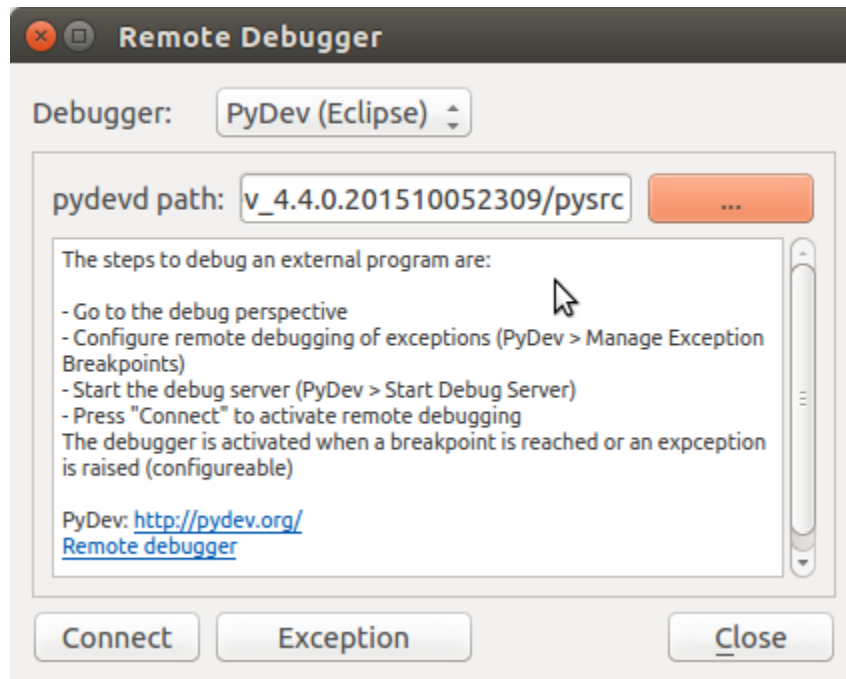 Remote Debugger
Debugger: PyDev (Eclipse)
pydevd path: v_4.4.0.201510052309/pysrc ...
The steps to debug an external program are:
- Go to the debug perspective
- Configure remote debugging of exceptions (PyDev > Manage Exception
Breakpoints)
- Start the debug server (PyDev > Start Debug Server)
- Press "Connect" to activate remote debugging
The debugger is activated when a breakpoint is reached or an expception
is raised (configureable)
PyDev: http://pydev.org/
Remote debugger
Connect Exception Close